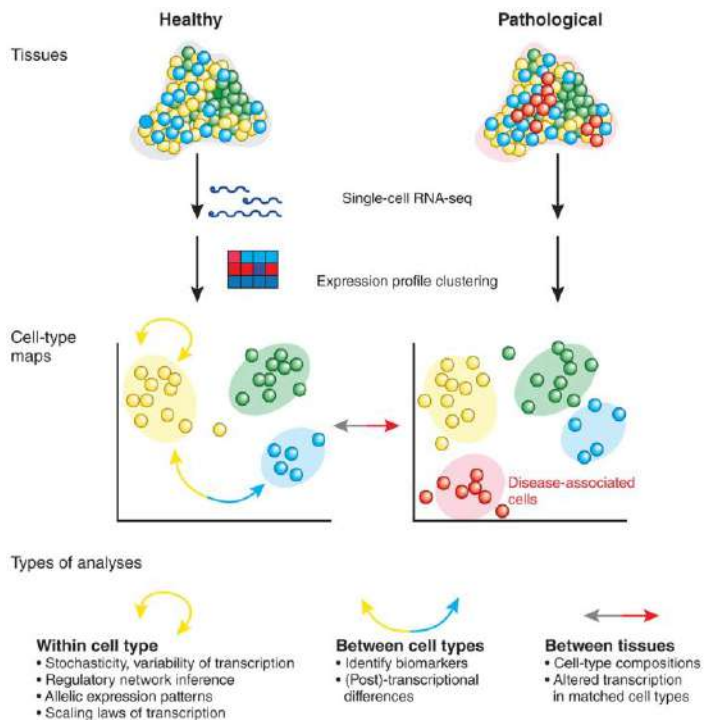 Healthy
Pathological
Tissues
Single-cell RNA-seq
Expression profile clustering
Cell-type
maps
Disease-associated
cells
Types of analyses
Within cell type
• Stochasticity, variability of transcription
• Regulatory network inference
• Allelic expression patterns
• Scaling laws of transcription
Between cell types
• Identify biomarkers
• (Post)-transcriptional
differences
Between tissues
• Cell-type compositions
• Altered transcription
in matched cell types